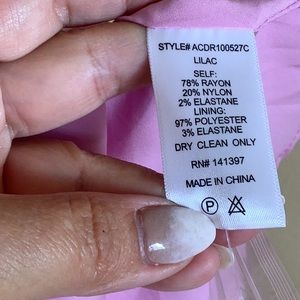 STYLE# ACDR100527C
LILAC
SELF:
78% RAYON
20% NYLON
2% ELASTANE
LINING:
97% POLYESTER
3% ELASTANE
DRY CLEAN ONLY
RN# 141397
MADE IN CHINA
P